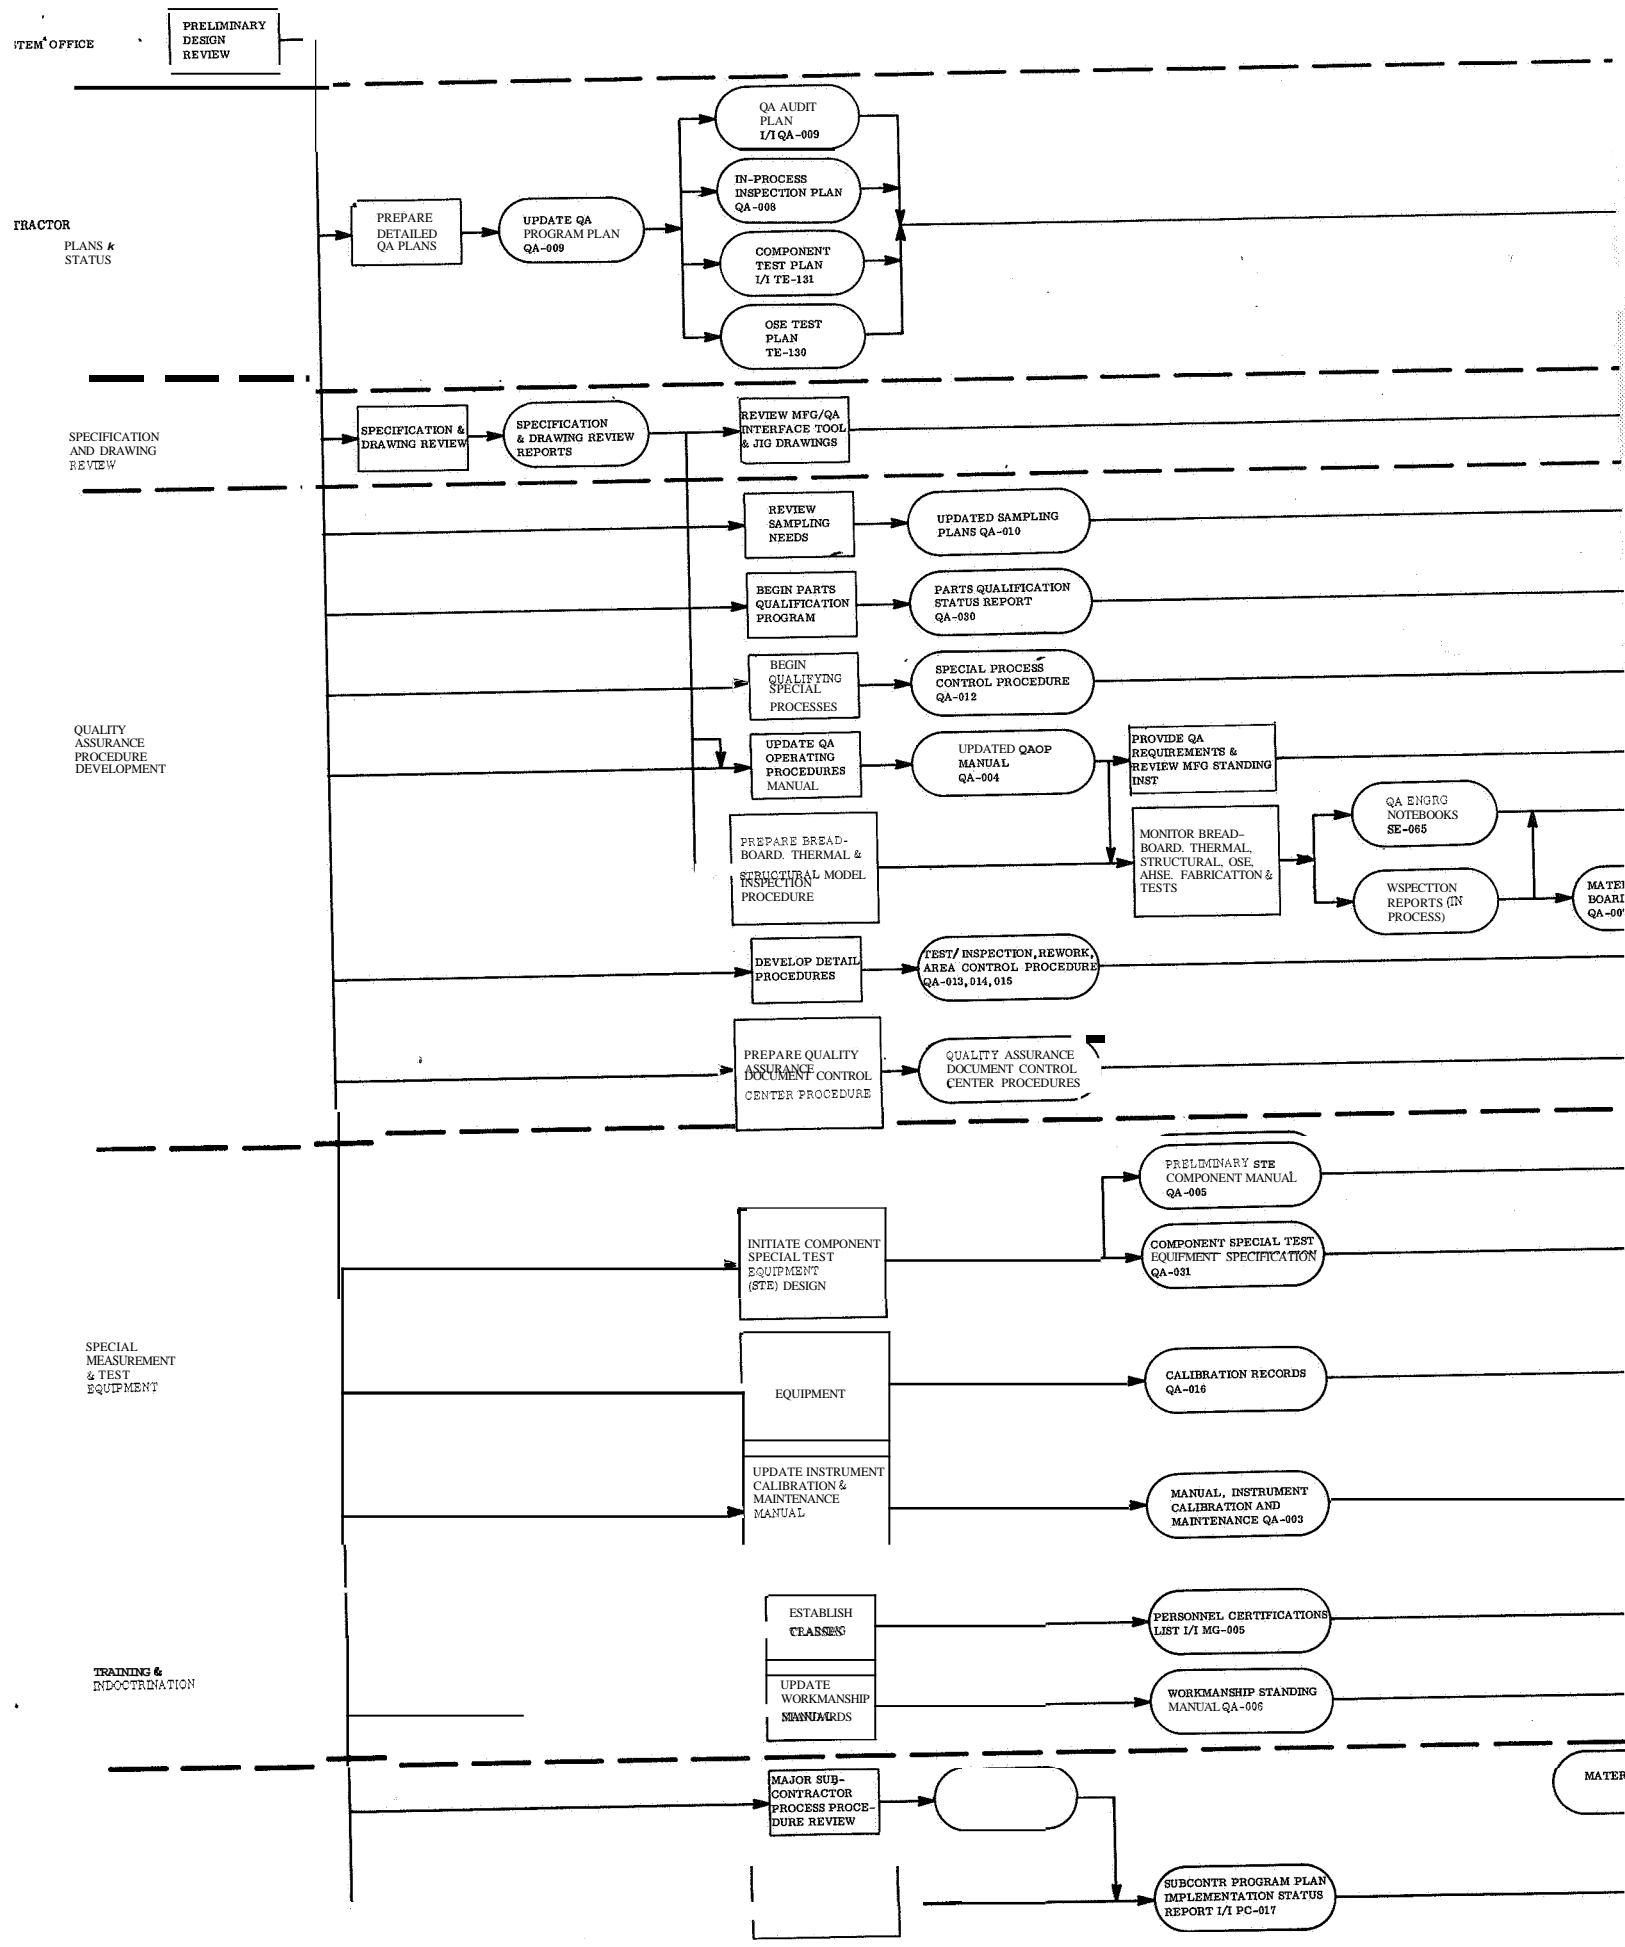 STEM OFFICE
PRELIMINARY
DESIGN
REVIEW
TRACTOR
PLANS k
STATUS
PREPARE
DETAILED
QA PLANS
UPDATE QA
PROGRAM PLAN
QA-009
QA AUDIT
PLAN
I/I QA-009
IN-PROCESS
INSPECTION PLAN
QA-008
COMPONENT
TEST PLAN
I/I TE-131
OSE TEST
PLAN
TE-130
SPECIFICATION
AND DRAWING
REVIEW
SPECIFICATION &
DRAWING REVIEW
SPECIFICATION
& DRAWING REVIEW
REPORTS
REVIEW MFG/QA
INTERFACE TOOL
& JIG DRAWINGS
QUALITY
ASSURANCE
PROCEDURE
DEVELOPMENT
REVIEW
SAMPLING
NEEDS
UPDATED SAMPLING
PLANS QA-010
BEGIN PARTS
QUALIFICATION
PROGRAM
PARTS QUALIFICATION
STATUS REPORT
QA-030
BEGIN
QUALIFYING
SPECIAL
PROCESSES
SPECIAL PROCESS
CONTROL PROCEDURE
QA-012
UPDATE QA
OPERATING
PROCEDURES
MANUAL
UPDATED QAOP
MANUAL
QA-004
PROVIDE QA
REQUIREMENTS &
REVIEW MFG STANDING
INST
PREPARE BREAD-
BOARD. THERMAL &
STRUCTURAL MODEL
INSPECTION
PROCEDURE
MONITOR BREAD-
BOARD. THERMAL,
STRUCTURAL, OSE,
AHSE. FABRICATTON &
TESTS
QA ENGRG
NOTEBOOKS
SE-065
WSPECTTON
REPORTS (IN
PROCESS)
MATE
BOARI
QA-00
DEVELOP DETAIL
PROCEDURES
TEST/INSPECTION, REWORK,
AREA CONTROL PROCEDURE
QA-013, 014, 015
PREPARE QUALITY
ASSURANCE
DOCUMENT CONTROL
CENTER PROCEDURE
QUALITY ASSURANCE
DOCUMENT CONTROL
CENTER PROCEDURES
SPECIAL
MEASUREMENT
& TEST
EQUIPMENT
INITIATE COMPONENT
SPECIAL TEST
EQUIPMENT
(STE) DESIGN
PRELIMINARY STE
COMPONENT MANUAL
QA-005
COMPONENT SPECIAL TEST
EQUIFMENT SPECIFICATION
QA-031
EQUIPMENT
CALIBRATION RECORDS
QA-016
UPDATE INSTRUMENT
CALIBRATION &
MAINTENANCE
MANUAL
MANUAL, INSTRUMENT
CALIBRATION AND
MAINTENANCE QA-003
TRAINING &
INDOCTRINATION
ESTABLISH
PERSONNEL CERTIFICATIONS
LIST I/I MG-005
UPDATE
WORKMANSHIP
WORKMANSHIP STANDING
MANUAL QA-006
MAJOR SUB-
CONTRACTOR
PROCESS PROCE-
DURE REVIEW
MATER
SUBCONTR PROGRAM PLAN
IMPLEMENTATION STATUS
REPORT I/I PC-017